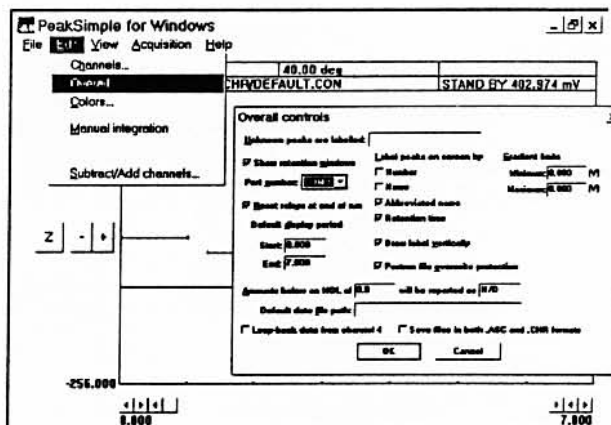 PeakSimple for Windows
File Edit View Acquisition Help
Channels...
Overall
Colors...
Manual integration
Subtract/Add channels...
40.00 deg
CHR/DEFAULT.CON
STAND BY 402.974 mV
Overall controls
Unknown peaks are labelled:
Show retention windows
Port number:
Reset relays at end of run
Default display period
Start: 0.000
End: 7.000
Label peaks on screen by
Number
Name
Abbreviated name
Retention time
Draw label vertically
Postrun file overwrite protection
Gradient limits
Minimum: 0.000 (V)
Maximum: 0.000 (V)
Amounts below an MDL of 0.0 will be reported as N/D
Default data file path:
Loop-back data from channel 4
Save files in both .ASC and .CHR formats
OK
Cancel
Z - +
-256.000
0.000
7.000